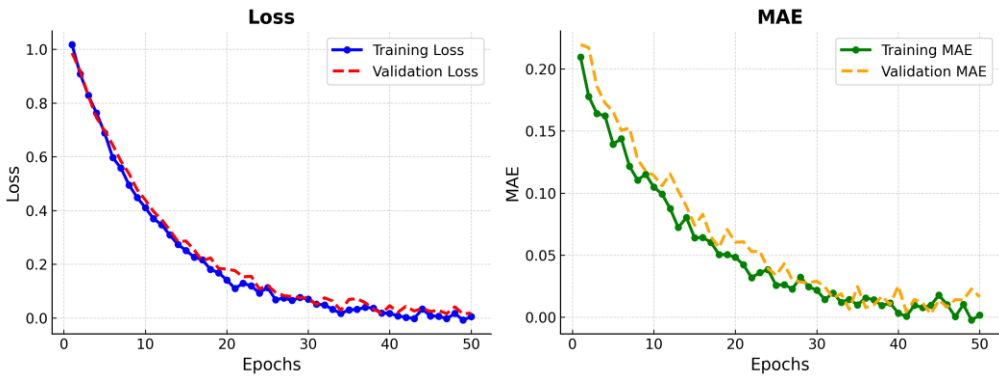 Loss
Training Loss
Validation Loss
Loss
1.0
0.8
0.6
0.4
0.2
0.0
0 10 20 30 40 50
Epochs
MAE
Training MAE
Validation MAE
MAE
0.20
0.15
0.10
0.05
0.00
0 10 20 30 40 50
Epochs